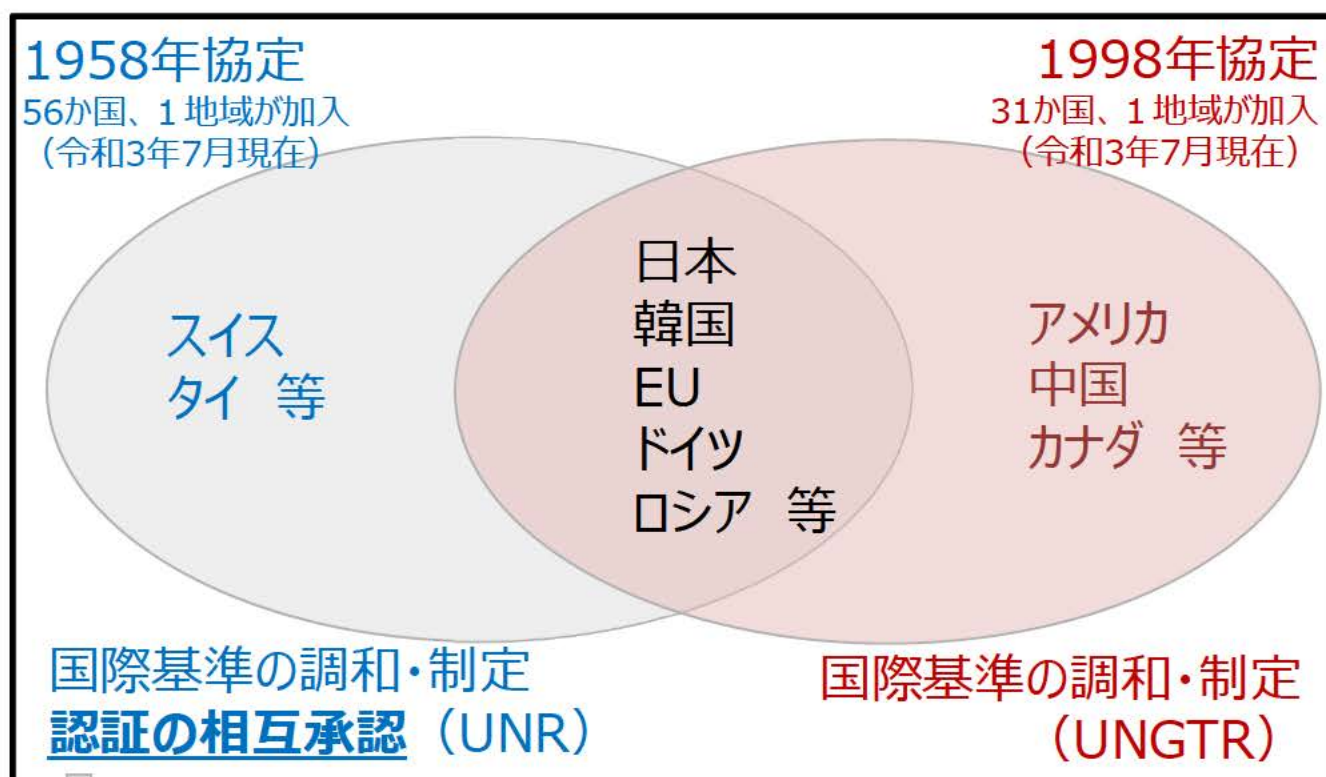 1958年協定
56か国、1地域が加入
（令和3年7月現在）
1998年協定
31か国、1地域が加入
（令和3年7月現在）
スイス
タイ 等
日本
韓国
EU
ドイツ
ロシア 等
アメリカ
中国
カナダ 等
国際基準の調和・制定
認証の相互承認（UNR）
国際基準の調和・制定
（UNGTR）